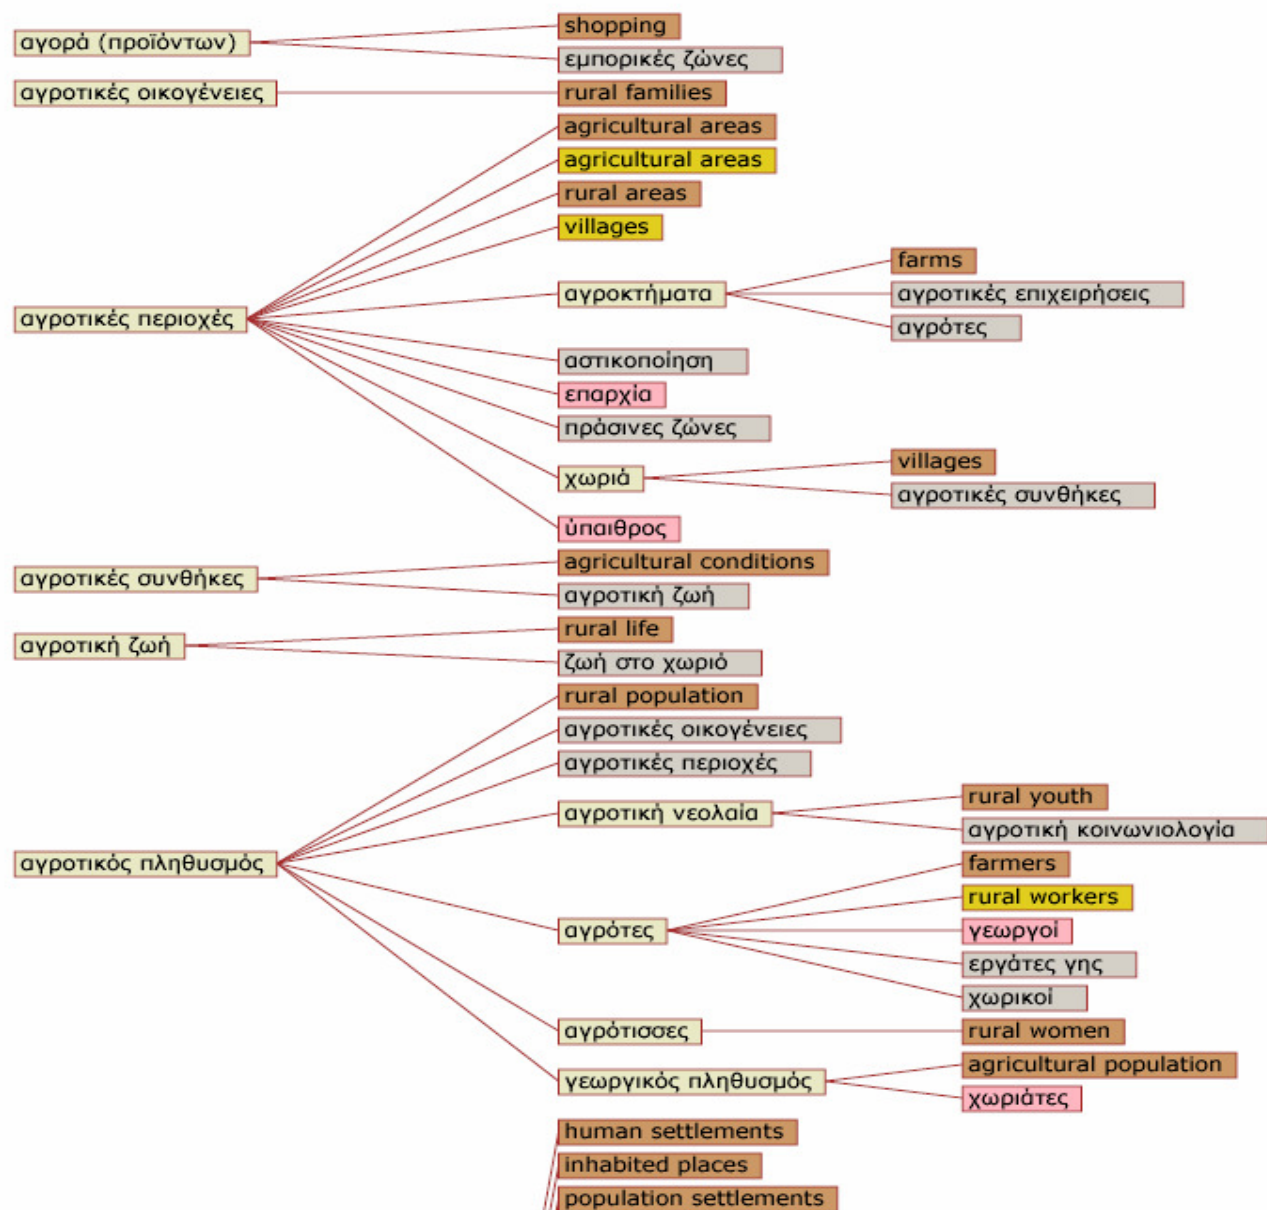 shopping
αγορά (προϊόντων)
εμπορικές ζώνες
αγροτικές οικογένειες
rural families
agricultural areas
agricultural areas
rural areas
villages
farms
αγροκτήματα
αγροτικές επιχειρήσεις
αγροτικές περιοχές
αγρότες
αστικοποίηση
επαρχία
πράσινες ζώνες
villages
χωριά
αγροτικές συνθήκες
ύπαιθρος
agricultural conditions
αγροτικές συνθήκες
αγροτική ζωή
rural life
αγροτική ζωή
ζωή στο χωριό
rural population
αγροτικές οικογένειες
αγροτικές περιοχές
rural youth
αγροτική νεολαία
αγροτική κοινωνιολογία
αγροτικός πληθυσμός
farmers
rural workers
αγρότες
γεωργοί
εργάτες γης
χωρικοί
αγρότισσες
rural women
agricultural population
γεωργικός πληθυσμός
χωριάτες
human settlements
inhabited places
population settlements